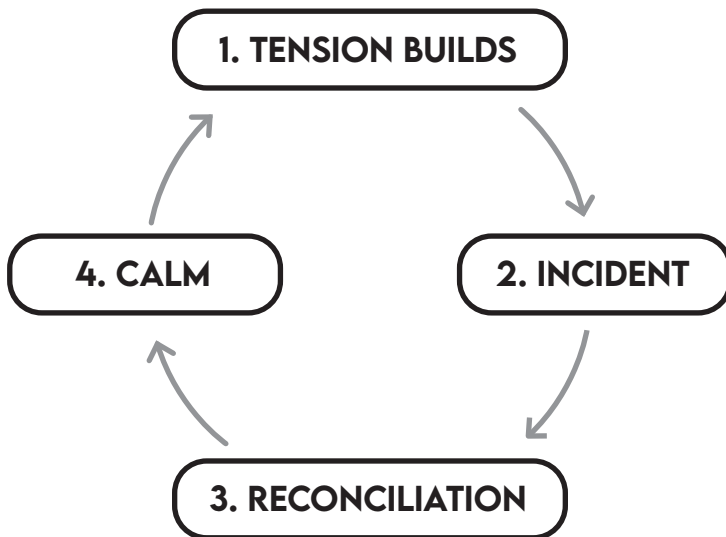 1. TENSION BUILDS
2. INCIDENT
3. RECONCILIATION
4. CALM